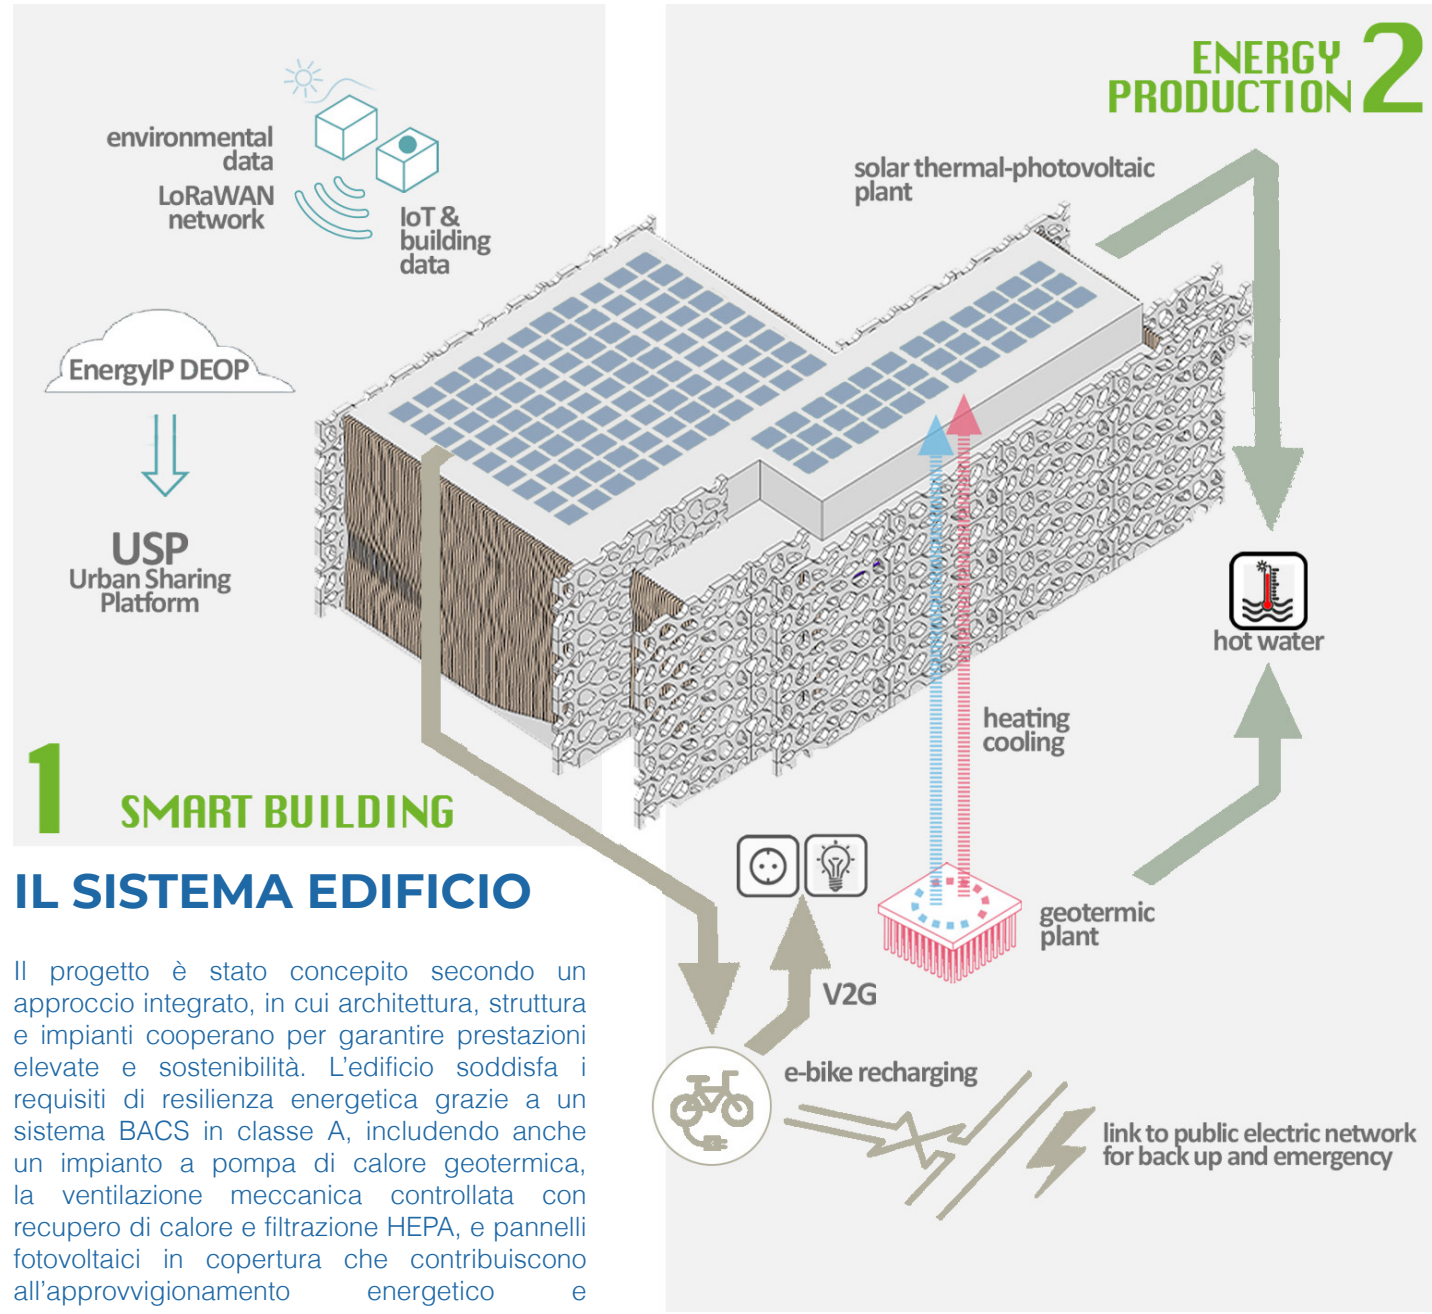 environmental
data
LoRaWAN
network
IoT &
building
data
EnergyIP DEOP
USP
Urban Sharing
Platform
1 SMART BUILDING
ENERGY
PRODUCTION 2
solar thermal-photovoltaic
plant
hot water
heating
cooling
geotermic
plant
V2G
e-bike recharging
link to public electric network
for back up and emergency
IL SISTEMA EDIFICIO
Il progetto è stato concepito secondo un
approccio integrato, in cui architettura, struttura
e impianti cooperano per garantire prestazioni
elevate e sostenibilità. L’edificio soddisfa i
requisiti di resilienza energetica grazie a un
sistema BACS in classe A, includendo anche
un impianto a pompa di calore geotermica,
la ventilazione meccanica controllata con
recupero di calore e filtrazione HEPA, e pannelli
fotovoltaici in copertura che contribuiscono
all’approvvigionamento energetico e